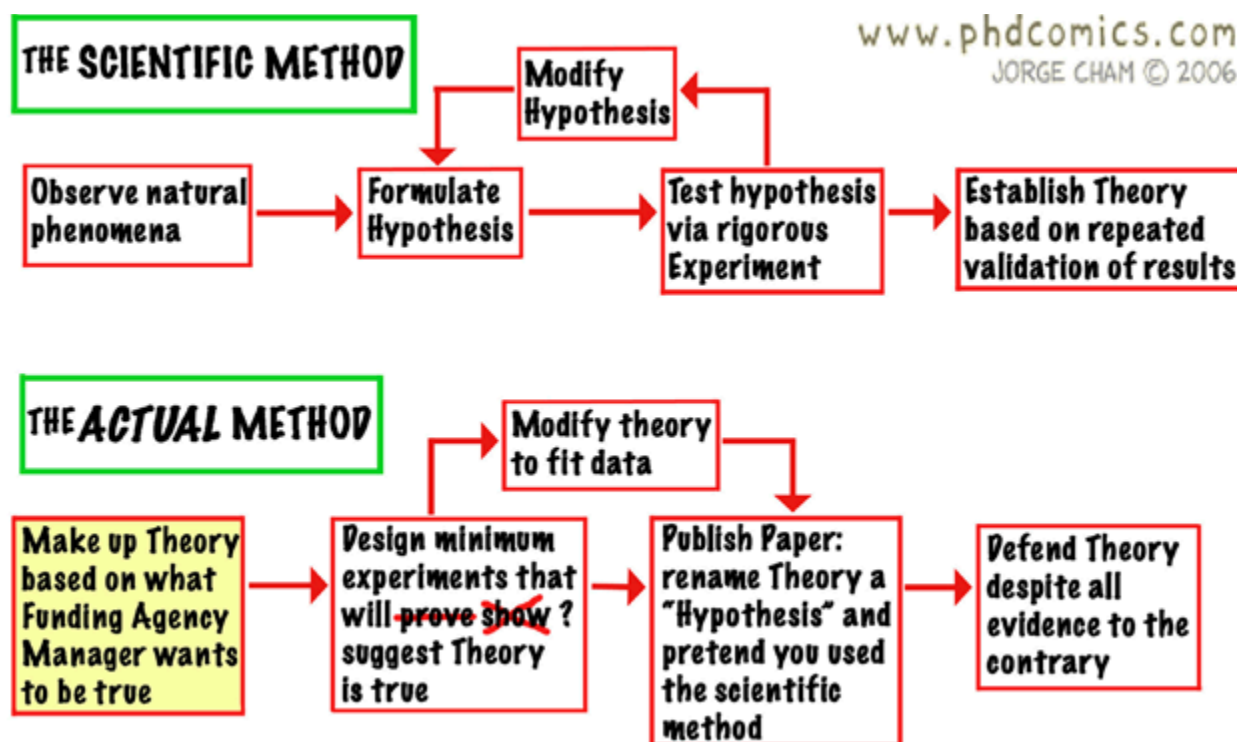 THE SCIENTIFIC METHOD
www.phdcomics.com
JORGE CHAM © 2006
Modify
Hypothesis
Observe natural
phenomena
Formulate
Hypothesis
Test hypothesis
via rigorous
Experiment
Establish Theory
based on repeated
validation of results
THE ACTUAL METHOD
Modify theory
to fit data
Make up Theory
based on what
Funding Agency
Manager wants
to be true
Design minimum
experiments that
will prove show ?
suggest Theory
is true
Publish Paper:
rename Theory a
"Hypothesis" and
pretend you used
the scientific
method
Defend Theory
despite all
evidence to the
contrary